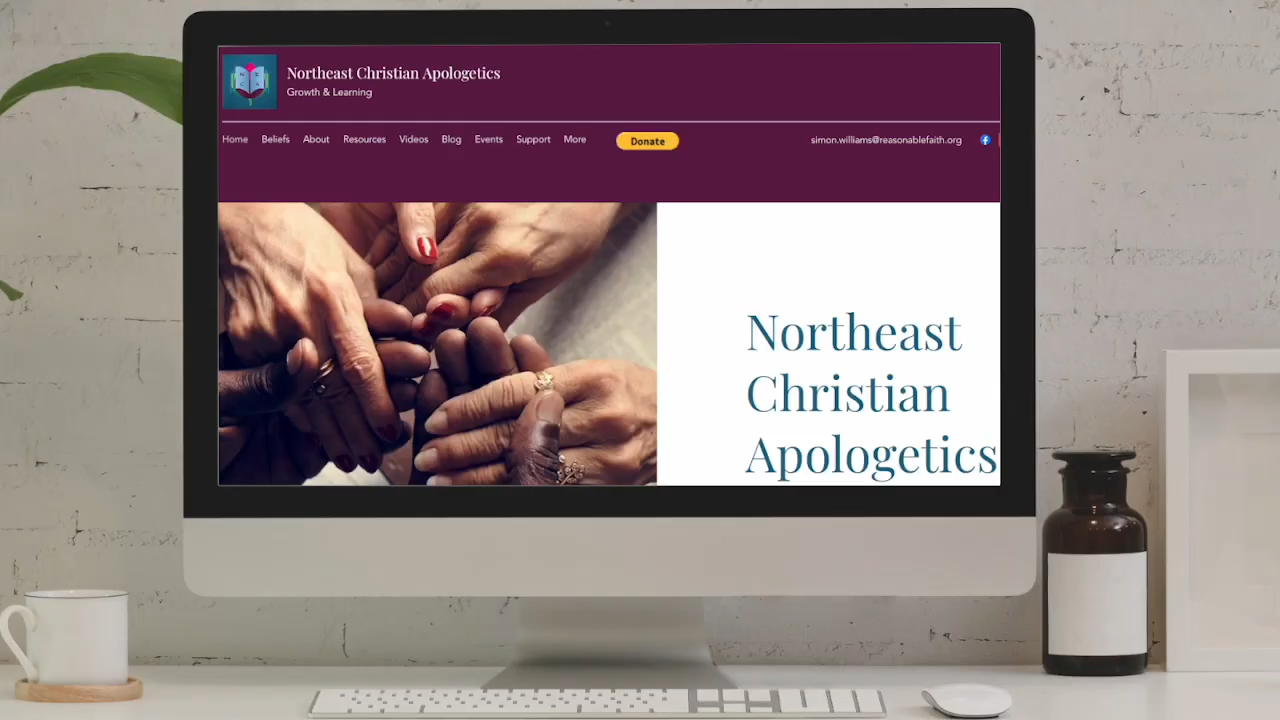 Northeast Christian Apologetics
Growth & Learning
Home Beliefs About Resources Videos Blog Events Support More Donate simon.williams@reasonablefaith.org
Northeast
Christian
Apologetics